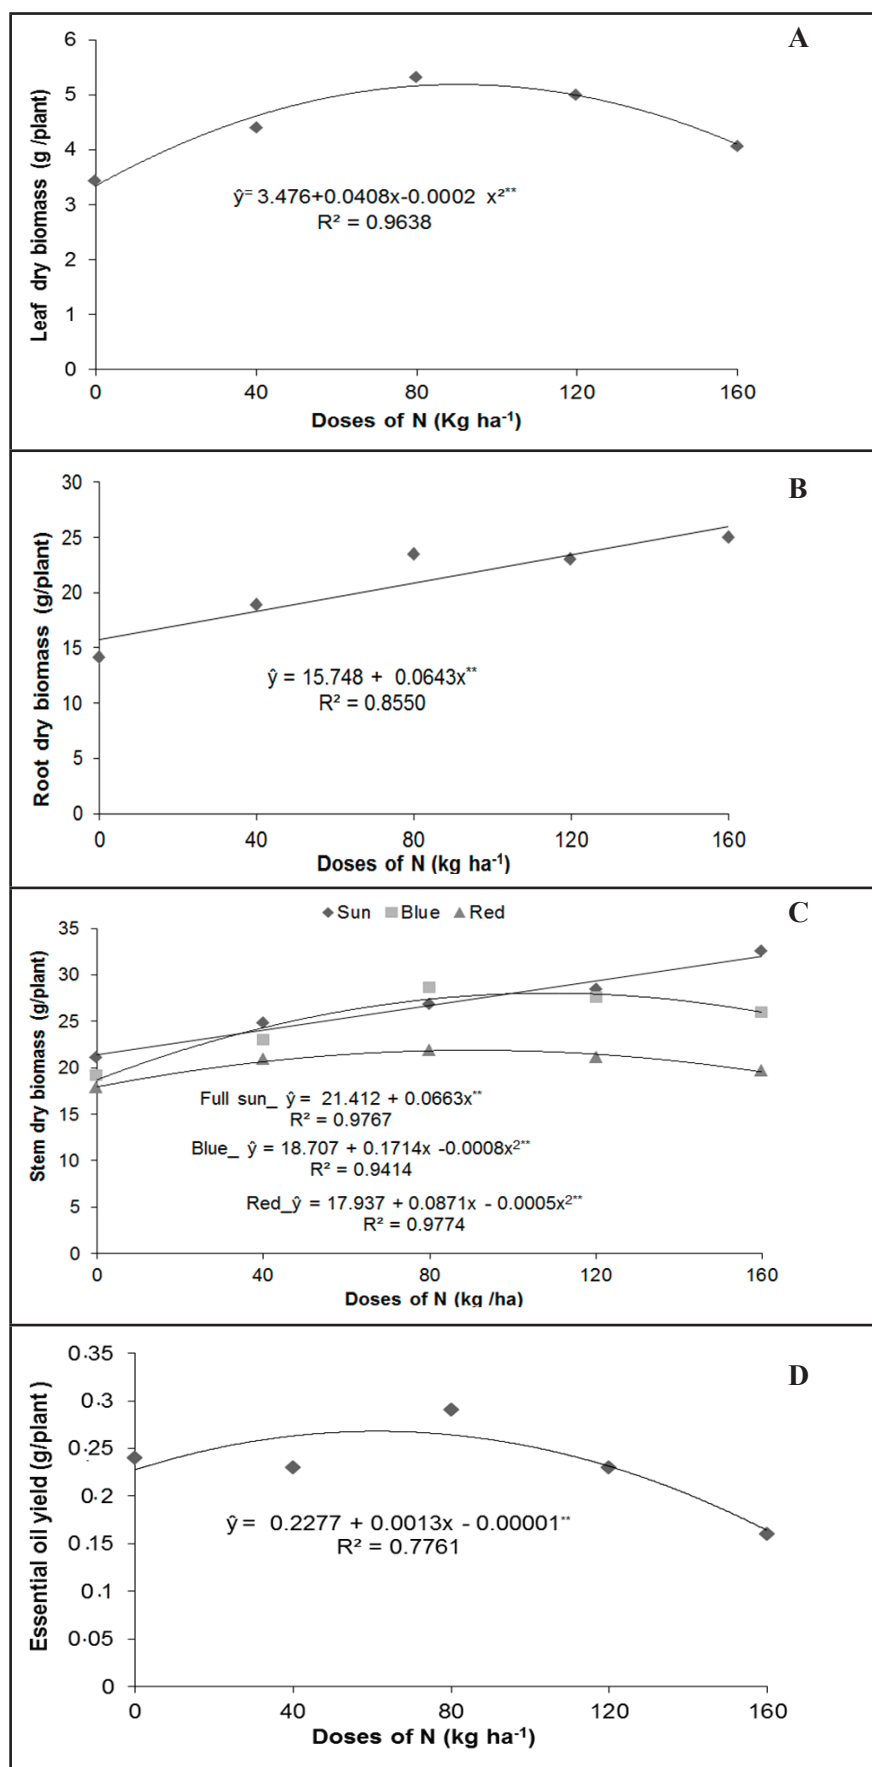 A
6
5
4
3
2
1
0
Leaf dry biomass (g /plant)
ŷ= 3.476+0.0408x-0.0002 x²**
R² = 0.9638
0 40 80 120 160
Doses of N (Kg ha-1)
B
30
25
20
15
10
5
0
Root dry biomass (g/plant)
ŷ = 15.748 + 0.0643x**
R² = 0.8550
0 40 80 120 160
Doses of N (kg ha-1)
C
Sun Blue Red
35
30
25
20
15
10
5
0
Stem dry biomass (g/plant)
Full sun_ ŷ = 21.412 + 0.0663x**
R² = 0.9767
Blue_ ŷ = 18.707 + 0.1714x -0.0008x2**
R² = 0.9414
Red_ŷ = 17.937 + 0.0871x - 0.0005x2**
R² = 0.9774
0 40 80 120 160
Doses of N (kg /ha)
D
0.35
0.3
0.25
0.2
0.15
0.1
0.05
0
Essential oil yield (g/plant )
ŷ = 0.2277 + 0.0013x - 0.00001**
R² = 0.7761
0 40 80 120 160
Doses of N (kg ha-1)